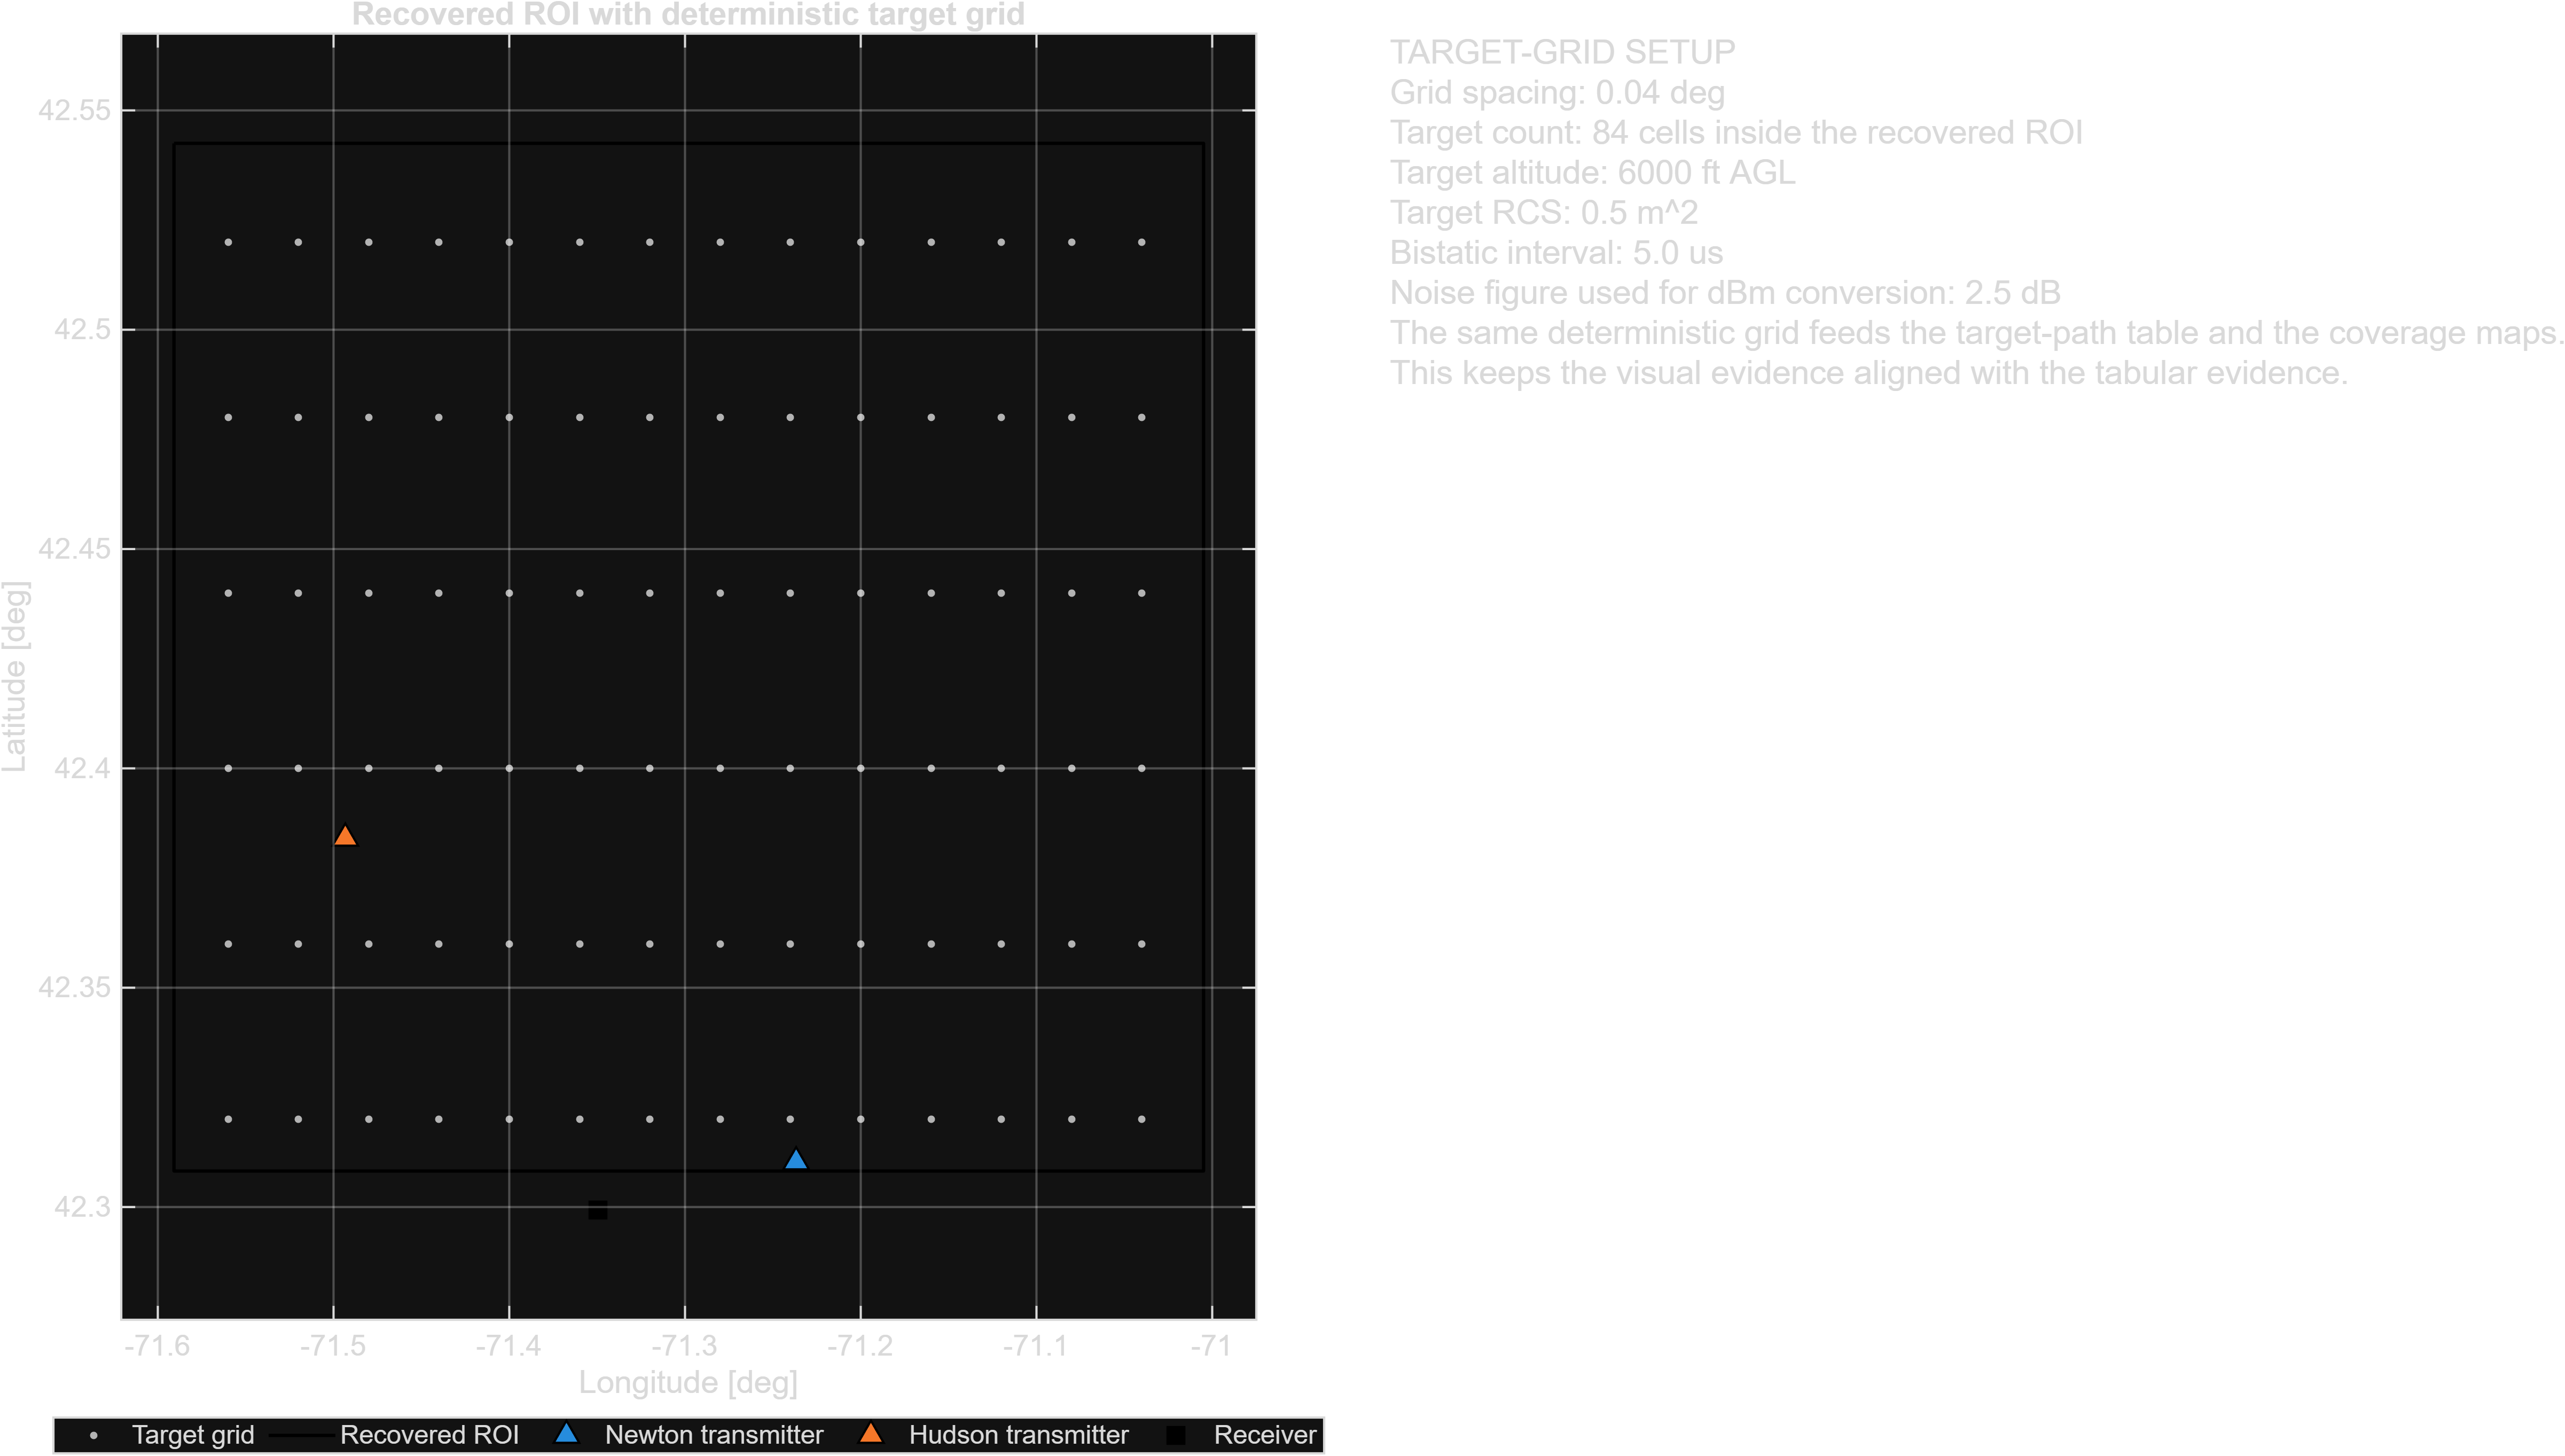 Recovered ROI with deterministic target grid
42.55
42.5
42.45
42.4
42.35
42.3
Latitude [deg]
-71.6
-71.5
-71.4
-71.3
-71.2
-71.1
-71
Longitude [deg]
Target grid
Recovered ROI
Newton transmitter
Hudson transmitter
Receiver
TARGET-GRID SETUP
Grid spacing: 0.04 deg
Target count: 84 cells inside the recovered ROI
Target altitude: 6000 ft AGL
Target RCS: 0.5 m^2
Bistatic interval: 5.0 us
Noise figure used for dBm conversion: 2.5 dB
The same deterministic grid feeds the target-path table and the coverage maps.
This keeps the visual evidence aligned with the tabular evidence.